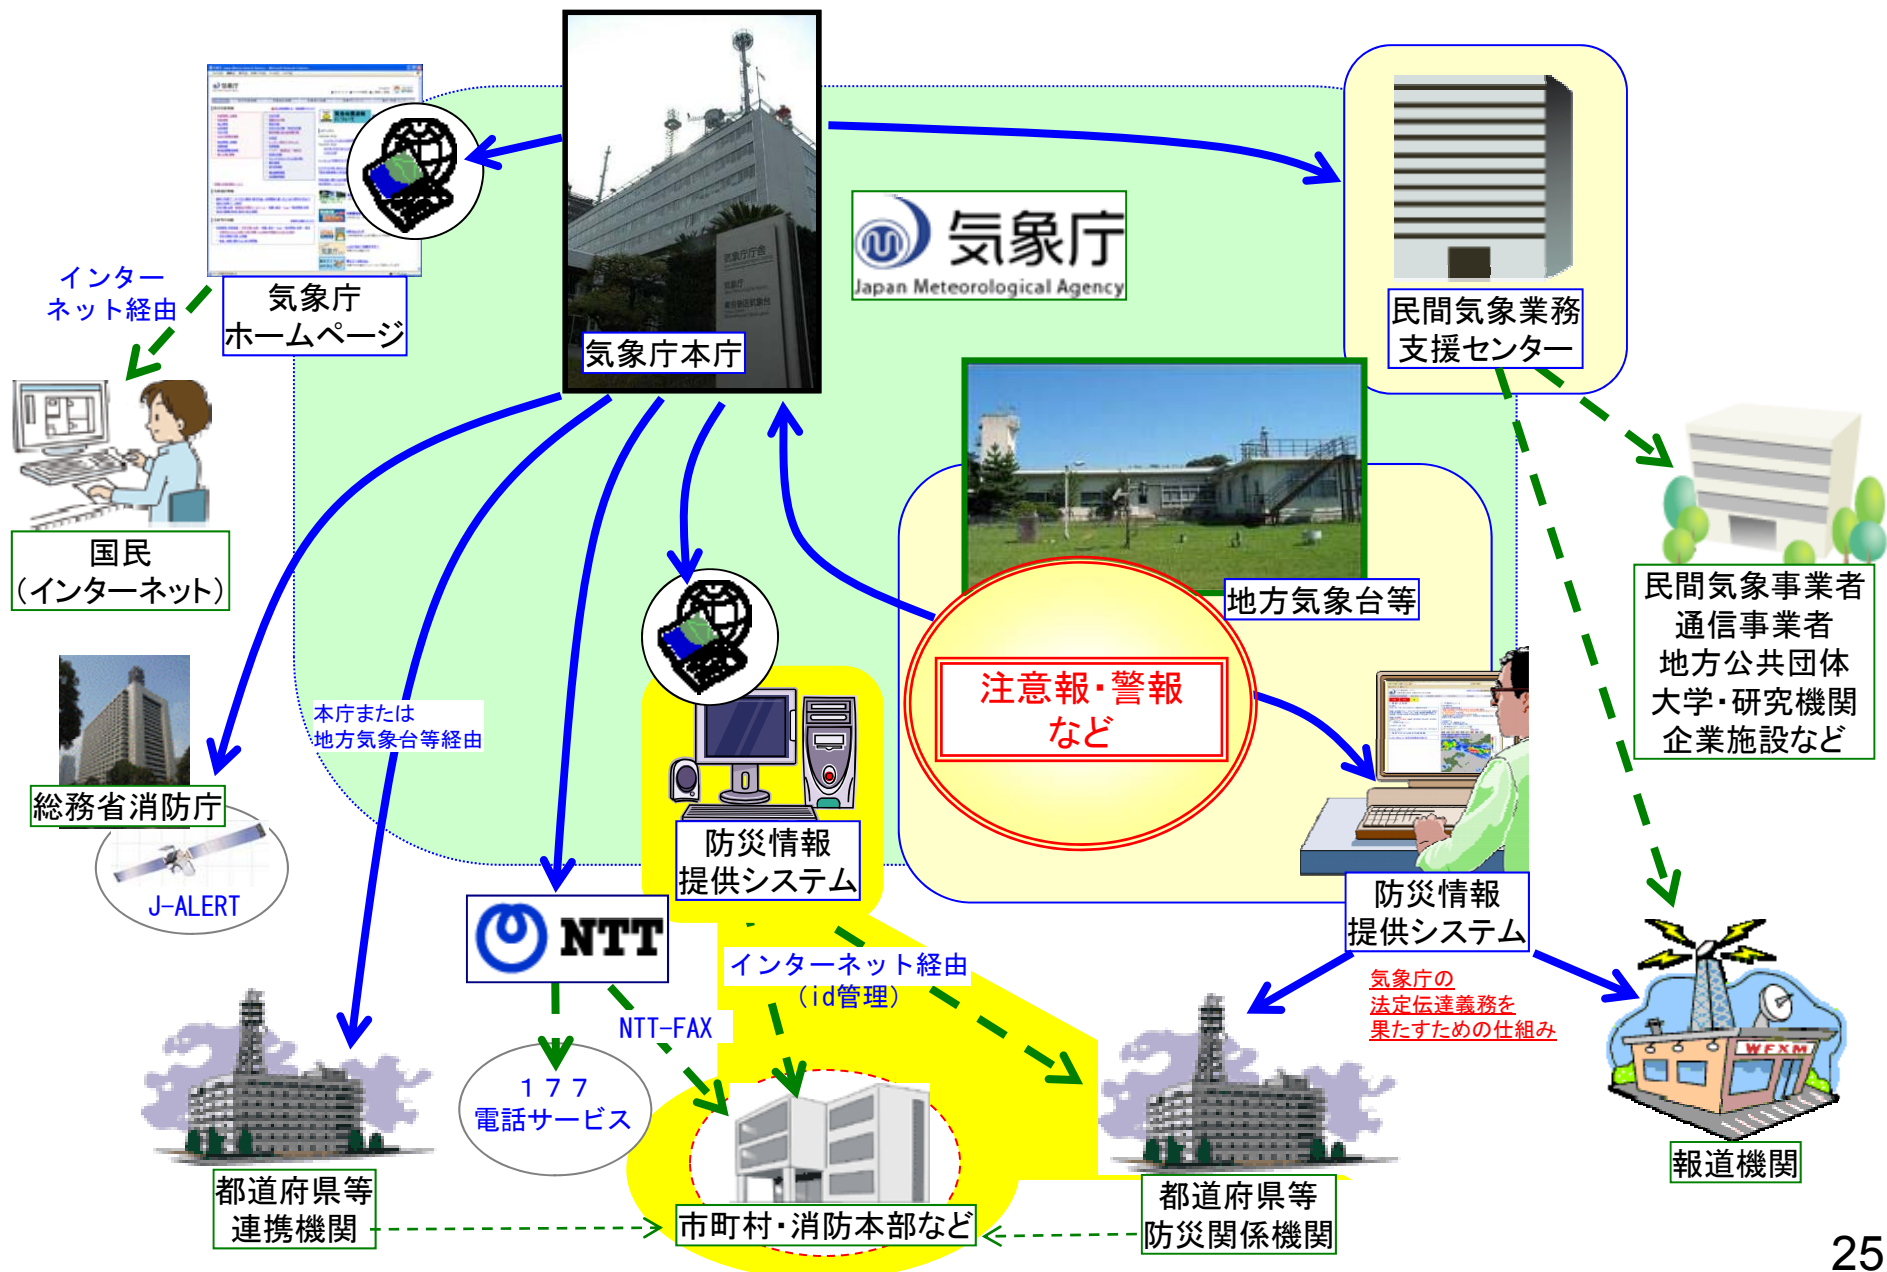 気象庁
Japan Meteorological Agency
インター
ネット経由
気象庁
ホームページ
気象庁本庁
民間気象業務
支援センター
国民
(インターネット)
地方気象台等
民間気象事業者
通信事業者
地方公共団体
大学・研究機関
企業施設など
注意報・警報
など
本庁または
地方気象台等経由
総務省消防庁
J-ALERT
防災情報
提供システム
防災情報
提供システム
NTT
インターネット経由
(id管理)
気象庁の
法定伝達義務を
果たすための仕組み
NTT-FAX
WFXM
177
電話サービス
都道府県等
連携機関
市町村・消防本部など
都道府県等
防災関係機関
報道機関
25